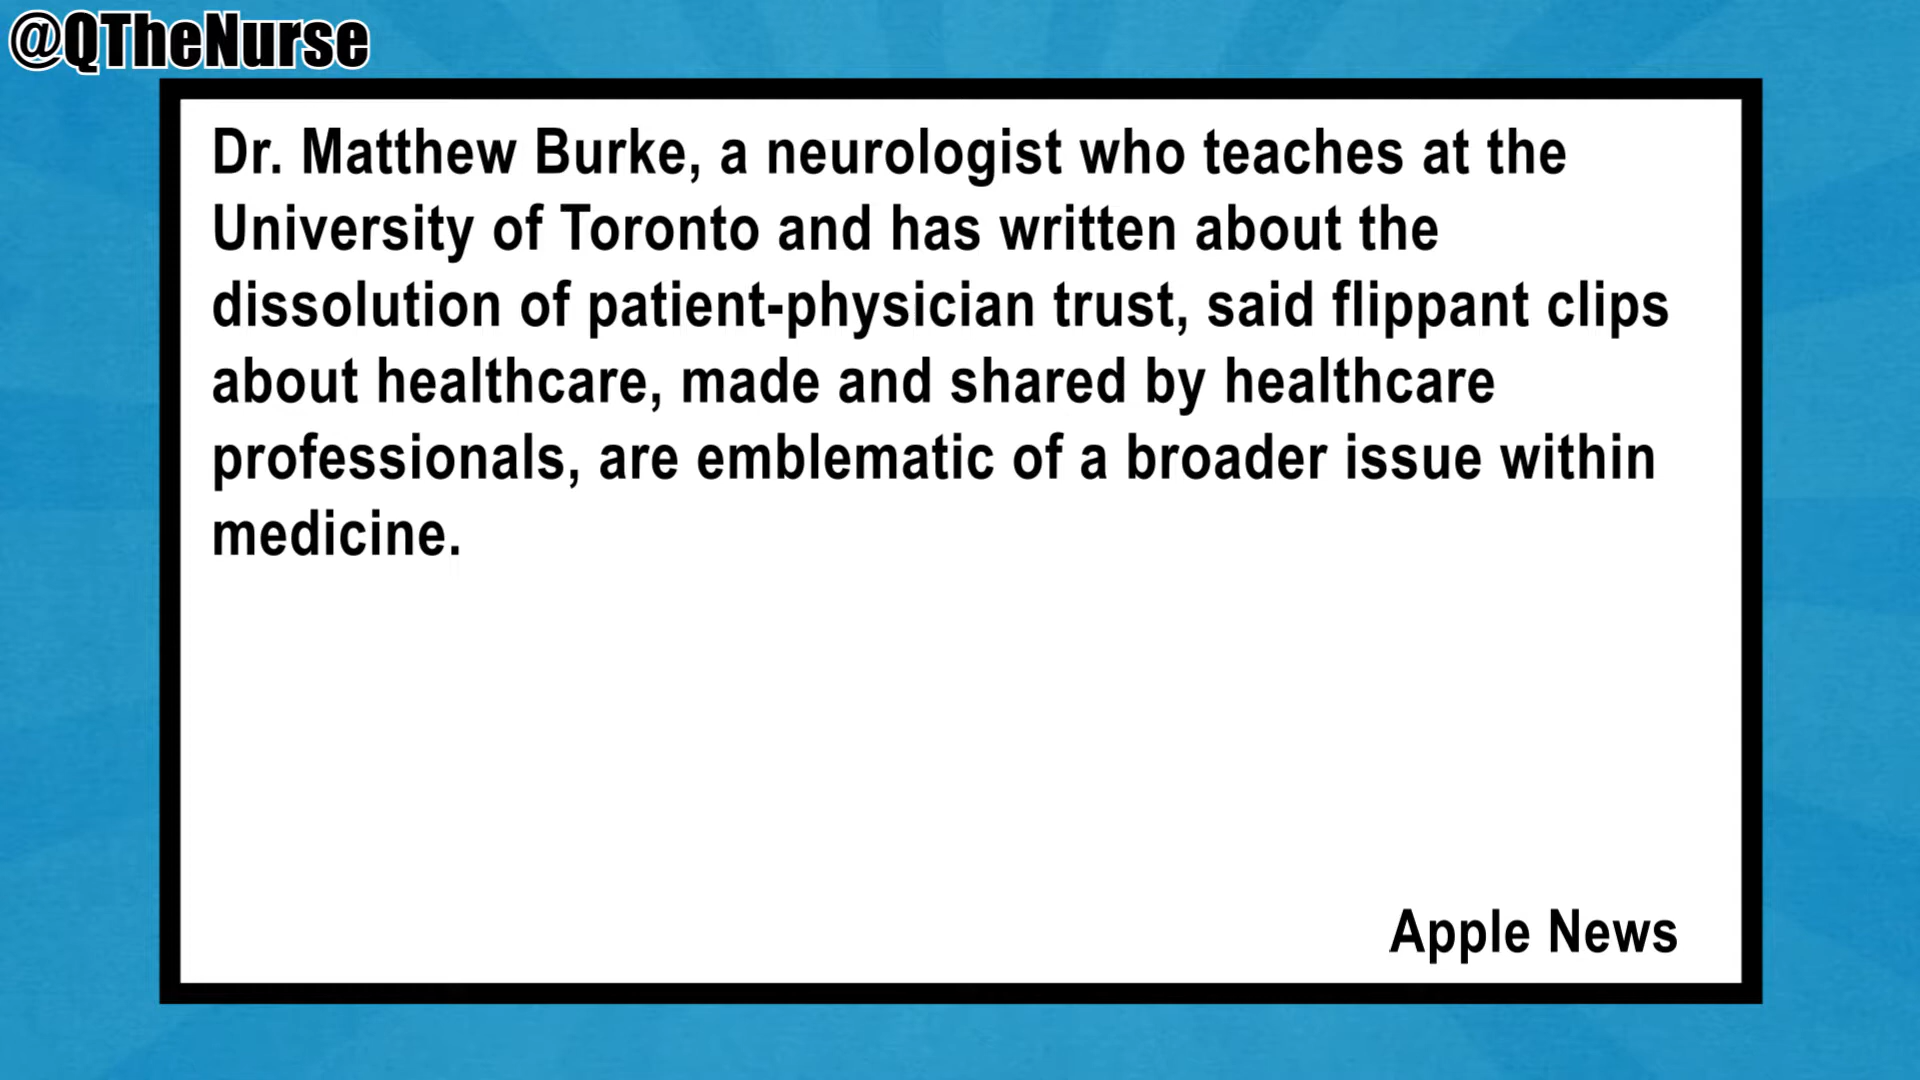 @QTheNurse
Dr. Matthew Burke, a neurologist who teaches at the
University of Toronto and has written about the
dissolution of patient-physician trust, said flippant clips
about healthcare, made and shared by healthcare
professionals, are emblematic of a broader issue within
medicine.
Apple News